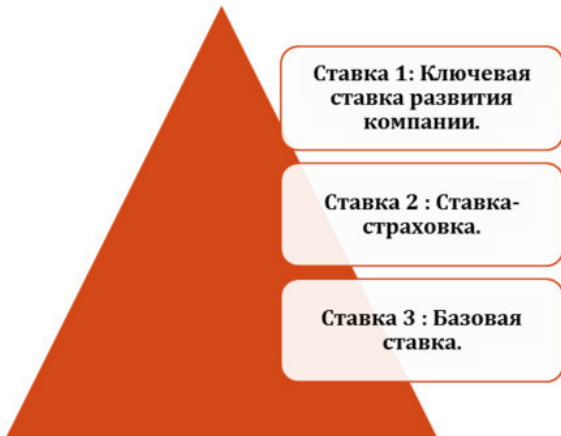 Ставка 1: Ключевая
ставка развития
компании.
Ставка 2 : Ставка-
страховка.
Ставка 3 : Базовая
ставка.